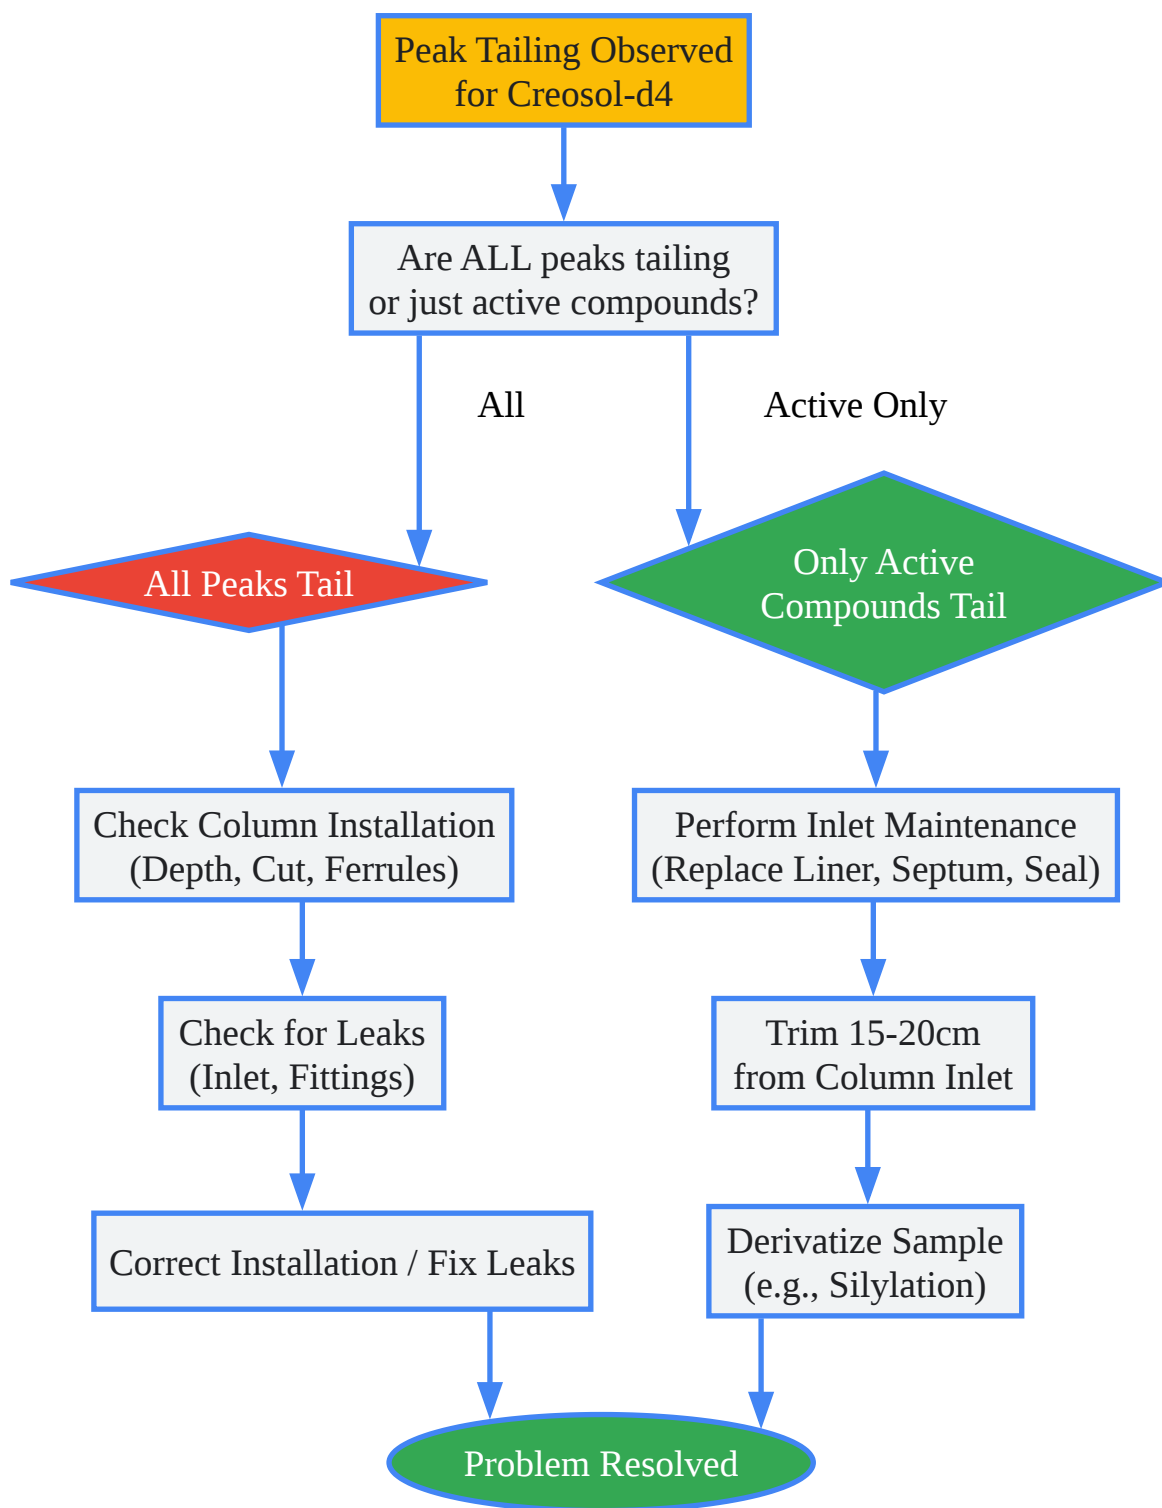 Peak Tailing Observed
for Creosol-d4
Are ALL peaks tailing
or just active compounds?
All
Active Only
All Peaks Tail
Only Active
Compounds Tail
Check Column Installation
(Depth, Cut, Ferrules)
Perform Inlet Maintenance
(Replace Liner, Septum, Seal)
Check for Leaks
(Inlet, Fittings)
Trim 15-20cm
from Column Inlet
Correct Installation / Fix Leaks
Derivatize Sample
(e.g., Silylation)
Problem Resolved